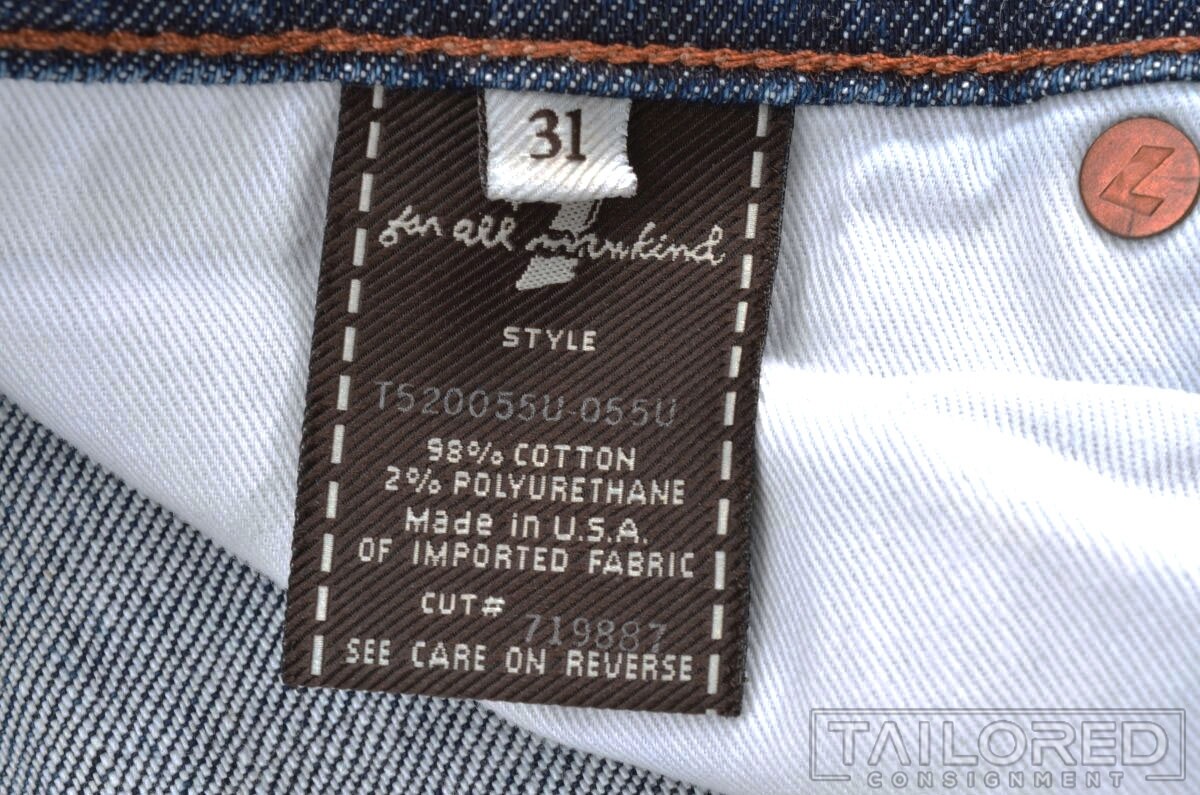 31
7
for all mankind
STYLE
T520055U-055U
98% COTTON
2% POLYURETHANE
Made in U.S.A.
OF IMPORTED FABRIC
CUT# 719887
SEE CARE ON REVERSE
TAILORED
CONSIGNMENT